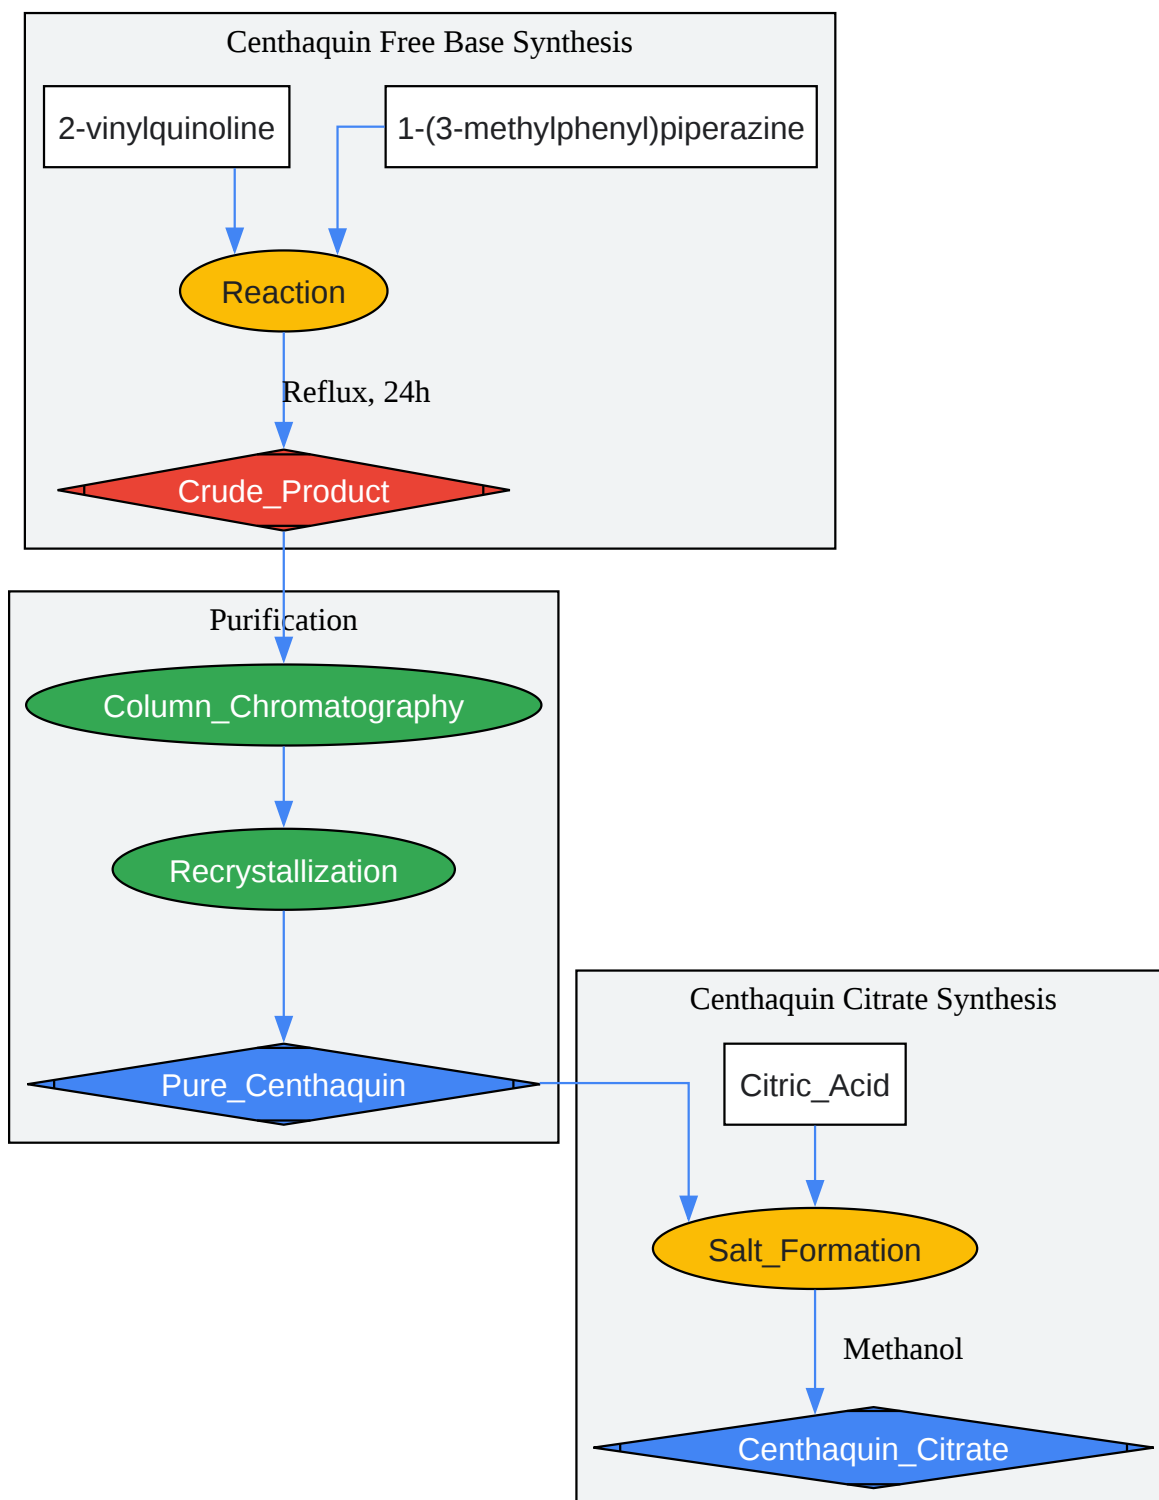 Centhaquin Free Base Synthesis
2-vinylquinoline
1-(3-methylphenyl)piperazine
Reaction
Reflux, 24h
Crude_Product
Purification
Column_Chromatography
Recrystallization
Pure_Centhaquin
Centhaquin Citrate Synthesis
Citric_Acid
Salt_Formation
Methanol
Centhaquin_Citrate